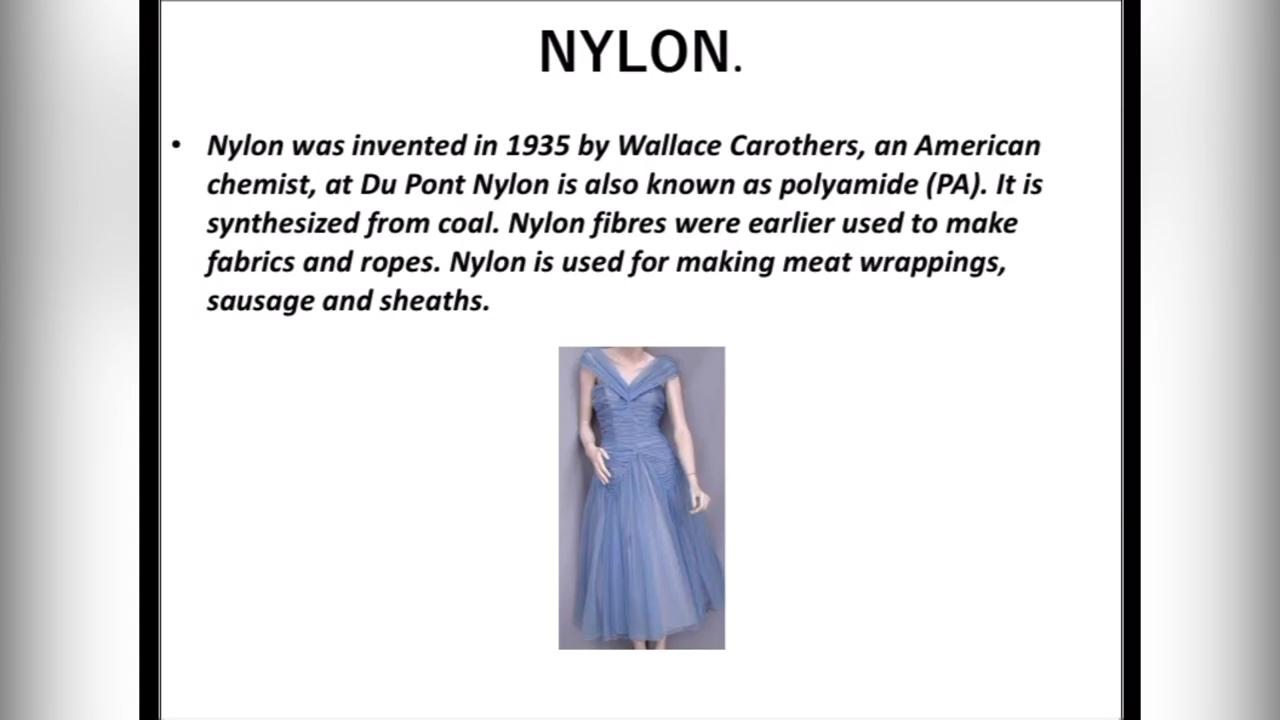 NYLON.
• Nylon was invented in 1935 by Wallace Carothers, an American
chemist, at Du Pont Nylon is also known as polyamide (PA). It is
synthesized from coal. Nylon fibres were earlier used to make
fabrics and ropes. Nylon is used for making meat wrappings,
sausage and sheaths.